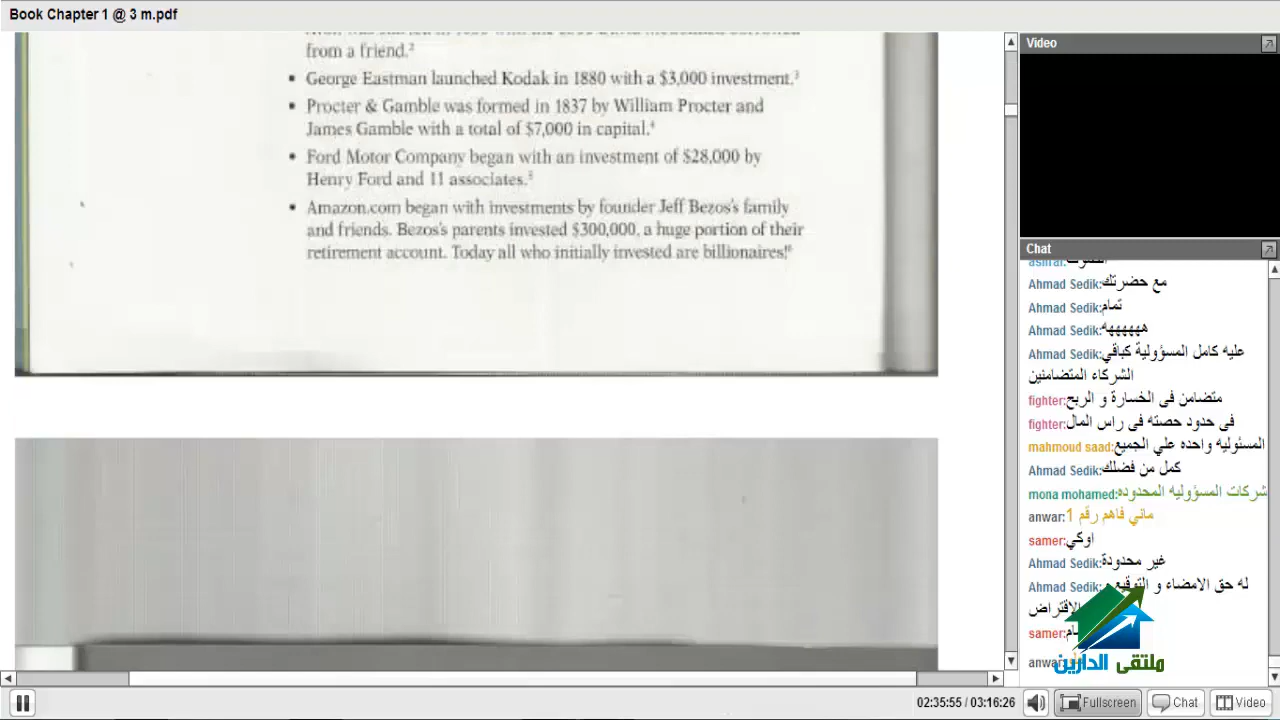 Book Chapter 1 @ 3 m.pdf
from a friend.²
• George Eastman launched Kodak in 1880 with a $3,000 investment.³
• Procter & Gamble was formed in 1837 by William Procter and
James Gamble with a total of $7,000 in capital.⁴
• Ford Motor Company began with an investment of $28,000 by
Henry Ford and 11 associates.⁵
• Amazon.com began with investments by founder Jeff Bezos's family
and friends. Bezos's parents invested $300,000, a huge portion of their
retirement account. Today all who initially invested are billionaires!⁶
Video
Chat
Ahmad Sedik: مع حضرتك
Ahmad Sedik: تمام
Ahmad Sedik: هههههه
Ahmad Sedik: عليه كامل المسؤولية كباقي
الشركاء المتضامنين
fighter: متضامن فى الخسارة و الربح
fighter: فى حدود حصته فى راس المال
mahmoud saad: المسئوليه واحده علي الجميع
Ahmad Sedik: كمل من فضلك
mona mohamed: شركات المسؤوليه المحدوده
anwar: ماني فاهم رقم 1
samer: اوكي
Ahmad Sedik: غير محدودة
Ahmad Sedik: له حق الامضاء و التوقيع
الاقتراض
samer:
anwar:
ملتقى الدارين
02:35:55 / 03:16:26
Fullscreen
Chat
Video